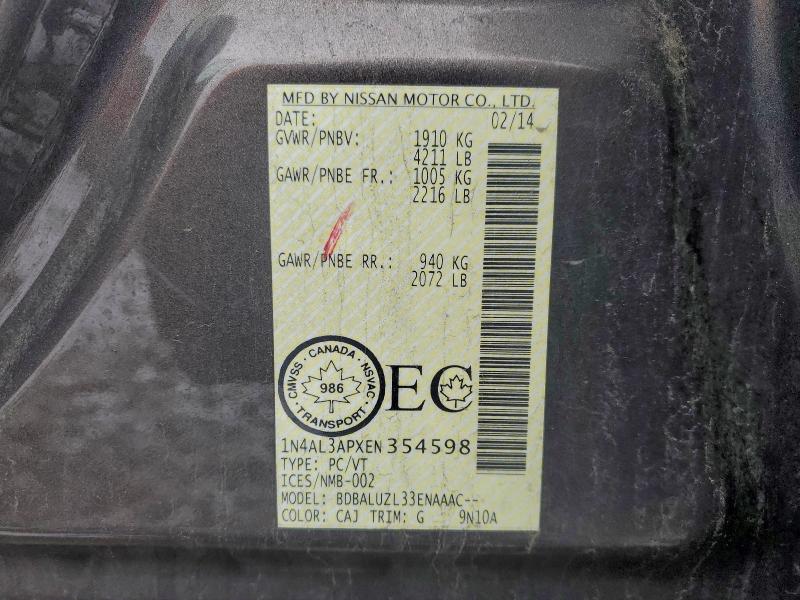 MFD BY NISSAN MOTOR CO., LTD.
DATE: 02/14
GVWR/PNBV: 1910 KG
4211 LB
GAWR/PNBE FR.: 1005 KG
2216 LB
GAWR/PNBE RR.: 940 KG
2072 LB
CMVSS · CANADA · NSVAC · TRANSPORT ·
986
EC
1N4AL3APXEN354598
TYPE: PC/VT
ICES/NMB-002
MODEL: BDBALUZL33ENAAAC--
COLOR: CAJ TRIM: G 9N10A